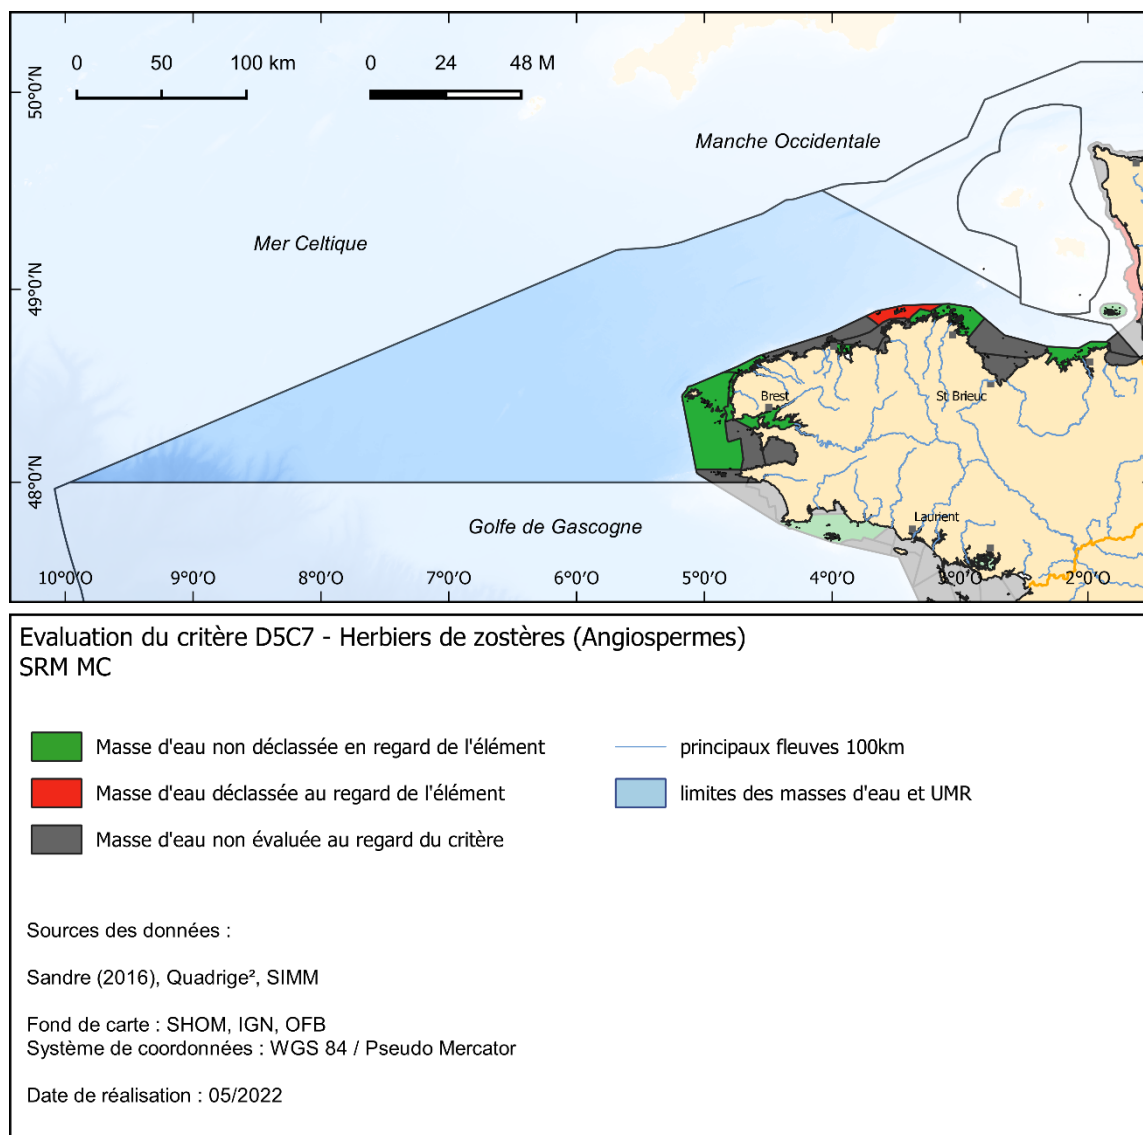 0 50 100 km
0 24 48 M
50°0'N
Manche Occidentale
Mer Celtique
49°0'N
Brest
St Brieuc
48°0'N
Golfe de Gascogne
Laurient
10°0'O 9°0'O 8°0'O 7°0'O 6°0'O 5°0'O 4°0'O 3°0'O 2°0'O
Evaluation du critère D5C7 - Herbiers de zostères (Angiospermes)
SRM MC
Masse d'eau non déclassée en regard de l'élément
principaux fleuves 100km
Masse d'eau déclassée au regard de l'élément
limites des masses d'eau et UMR
Masse d'eau non évaluée au regard du critère
Sources des données :
Sandre (2016), Quadrige², SIMM
Fond de carte : SHOM, IGN, OFB
Système de coordonnées : WGS 84 / Pseudo Mercator
Date de réalisation : 05/2022